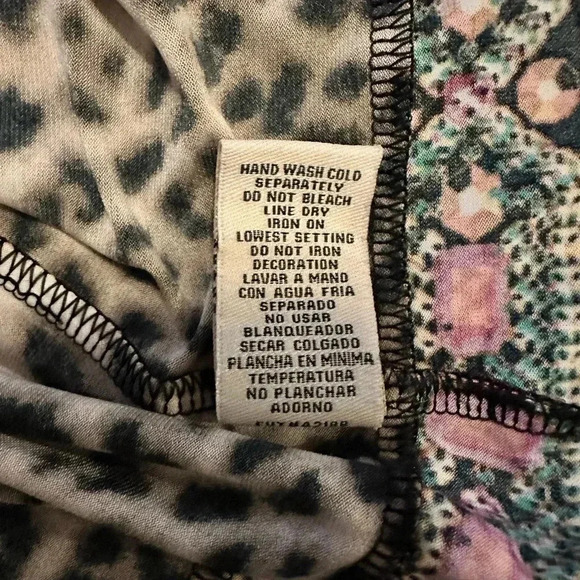 HAND WASH COLD
SEPARATELY
DO NOT BLEACH
LINE DRY
IRON ON
LOWEST SETTING
DO NOT IRON
DECORATION
LAVAR A MANO
CON AGUA FRIA
SEPARADO
NO USAR
BLANQUEADOR
SECAR COLGADO
PLANCHA EN MINIMA
TEMPERATURA
NO PLANCHAR
ADORNO